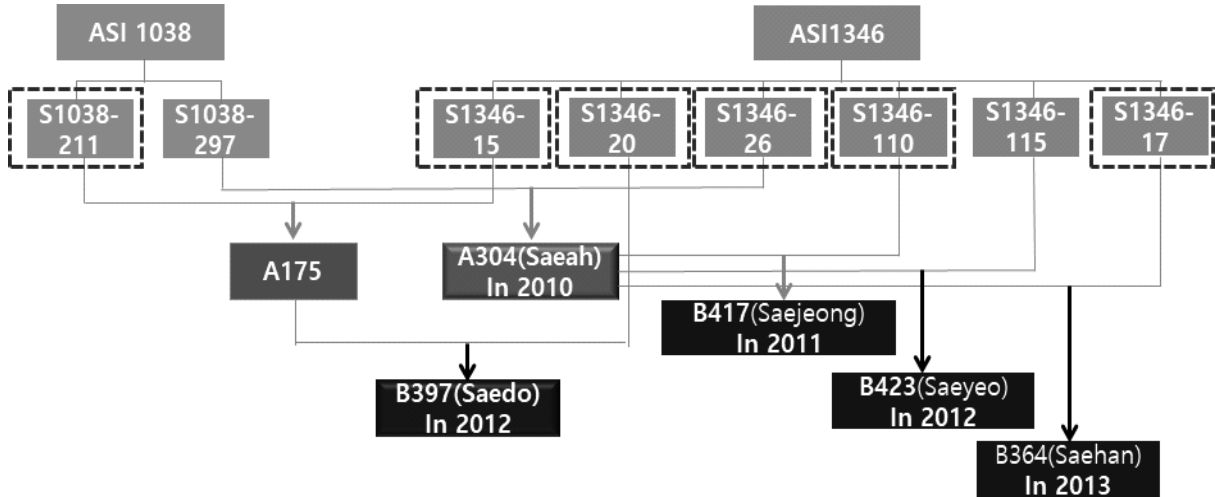 ASI 1038
ASI1346
S1038-
211
S1038-
297
S1346-
15
S1346-
20
S1346-
26
S1346-
110
S1346-
115
S1346-
17
A175
A304(Saeah)
In 2010
B417(Saejeong)
In 2011
B397(Saedo)
In 2012
B423(Saeyeo)
In 2012
B364(Saehan)
In 2013